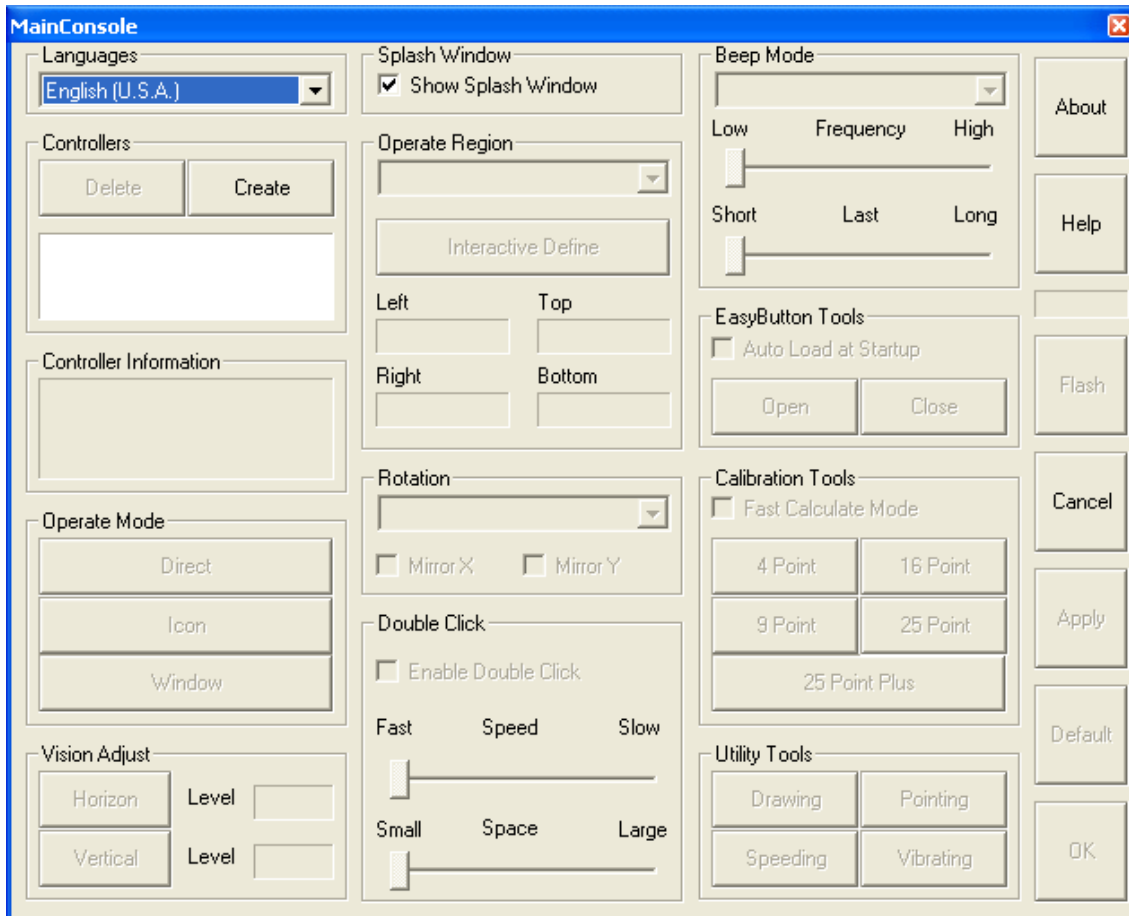 MainConsole
Languages
English (U.S.A.)
Controllers
Delete
Create
Controller Information
Operate Mode
Direct
Icon
Window
Vision Adjust
Horizon
Level
Vertical
Level
Splash Window
Show Splash Window
Operate Region
Interactive Define
Left
Top
Right
Bottom
Rotation
Mirror X
Mirror Y
Double Click
Enable Double Click
Fast
Speed
Slow
Small
Space
Large
Beep Mode
Low
Frequency
High
Short
Last
Long
EasyButton Tools
Auto Load at Startup
Open
Close
Calibration Tools
Fast Calculate Mode
4 Point
16 Point
9 Point
25 Point
25 Point Plus
Utility Tools
Drawing
Pointing
Speeding
Vibrating
About
Help
Flash
Cancel
Apply
Default
OK